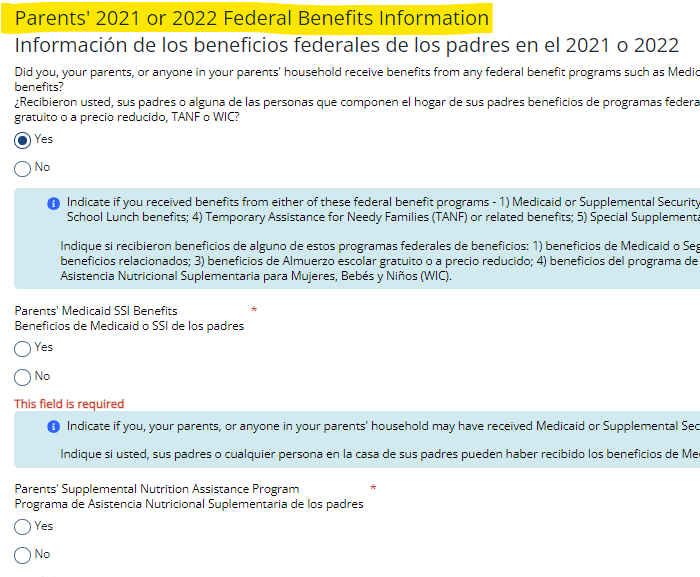 Parents' 2021 or 2022 Federal Benefits Information
Información de los beneficios federales de los padres en el 2021 o 2022
Did you, your parents, or anyone in your parents' household receive benefits from any federal benefit programs such as
benefits?
¿Recibieron usted, sus padres o alguna de las personas que componen el hogar de sus padres beneficios de programas
gratuito o a precio reducido, TANF o WIC?
Yes
No
Indicate if you received benefits from either of these federal benefit programs - 1) Medicaid or Supplemental Security
School Lunch benefits; 4) Temporary Assistance for Needy Families (TANF) or related benefits; 5) Special
Indique si recibieron beneficios de alguno de estos programas federales de beneficios: 1) beneficios de Medicaid o
beneficios relacionados; 3) beneficios de Almuerzo escolar gratuito o a precio reducido; 4) beneficios del programa de
Asistencia Nutricional Suplementaria para Mujeres, Bebés y Niños (WIC).
Parents' Medicaid SSI Benefits *
Beneficios de Medicaid o SSI de los padres
Yes
No
This field is required
Indicate if you, your parents, or anyone in your parents' household may have received Medicaid or Supplemental
Indique si usted, sus padres o cualquier persona en la casa de sus padres pueden haber recibido los beneficios de
Parents' Supplemental Nutrition Assistance Program *
Programa de Asistencia Nutricional Suplementaria de los padres
Yes
No